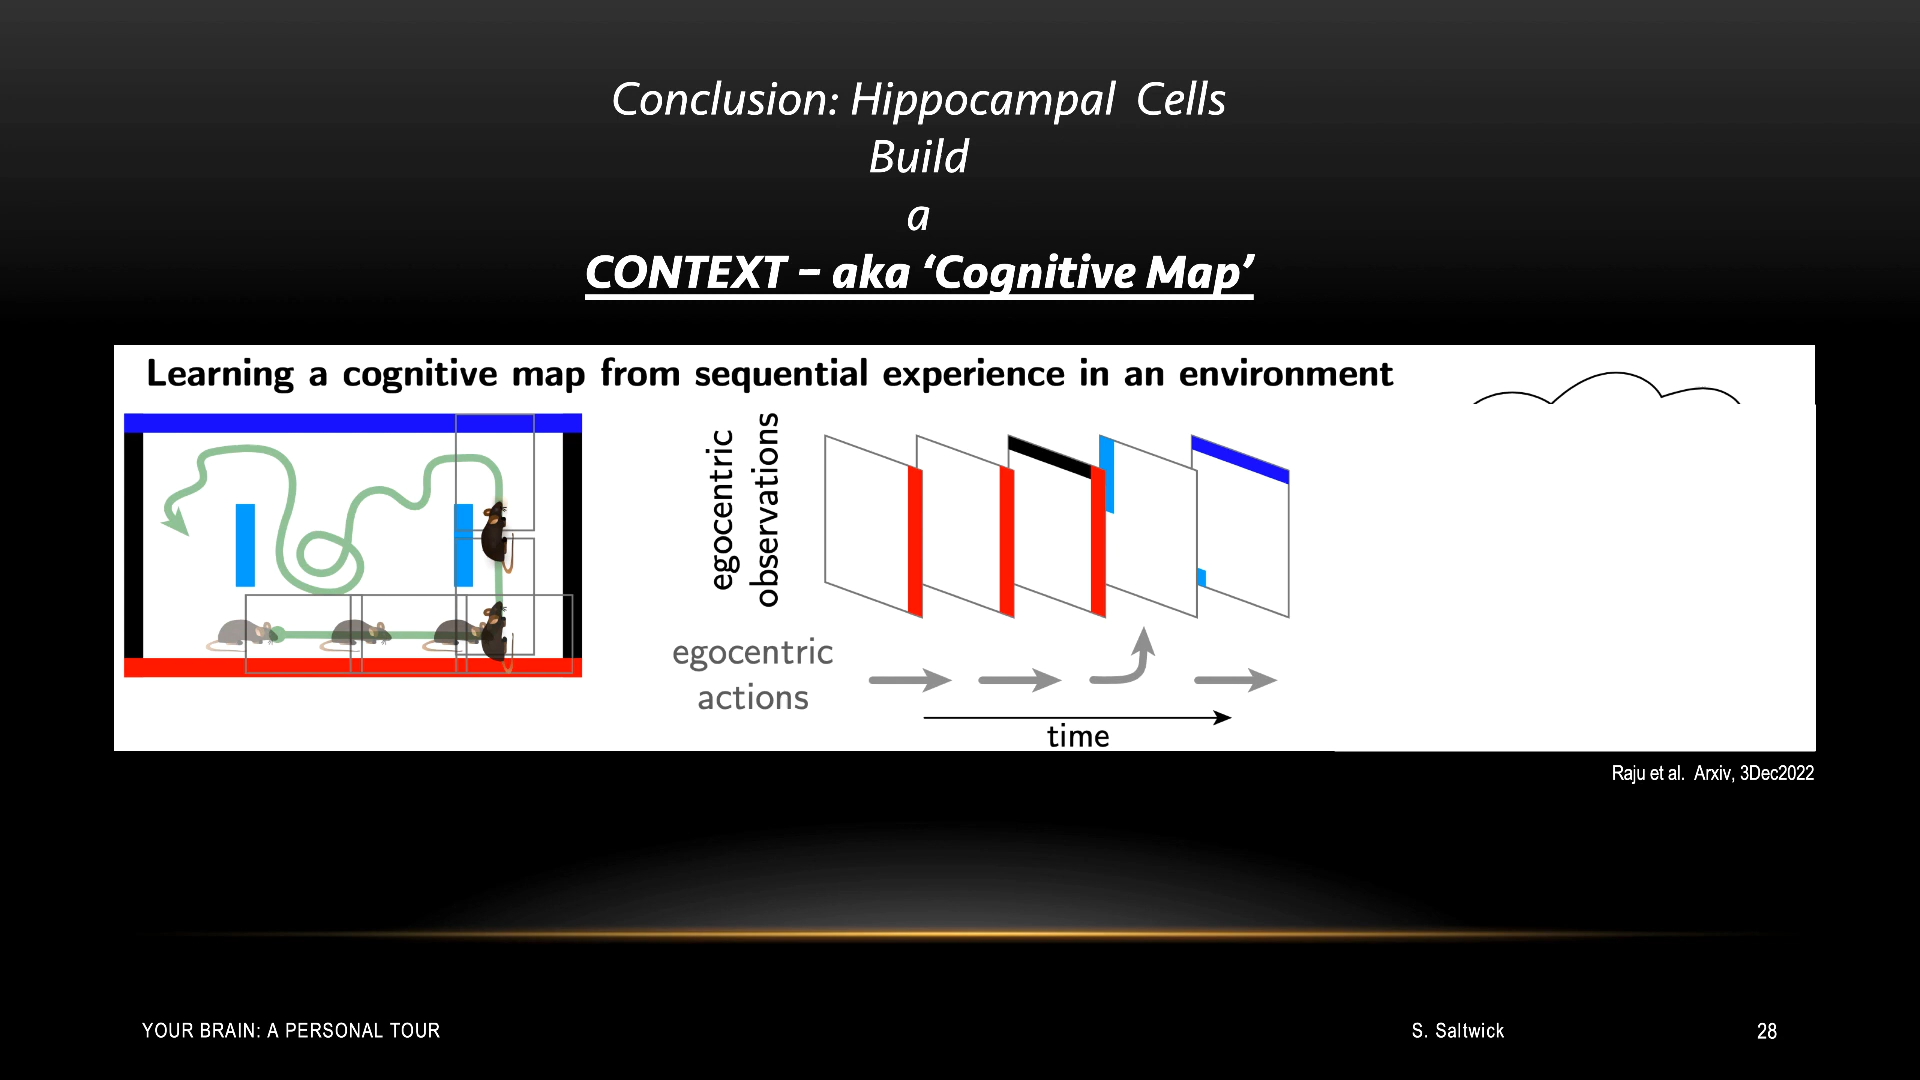 Conclusion: Hippocampal Cells
Build
a
CONTEXT – aka ‘Cognitive Map’
Learning a cognitive map from sequential experience in an environment
egocentric
observations
egocentric
actions
time
Raju et al. Arxiv, 3Dec2022
YOUR BRAIN: A PERSONAL TOUR
S. Saltwick
28